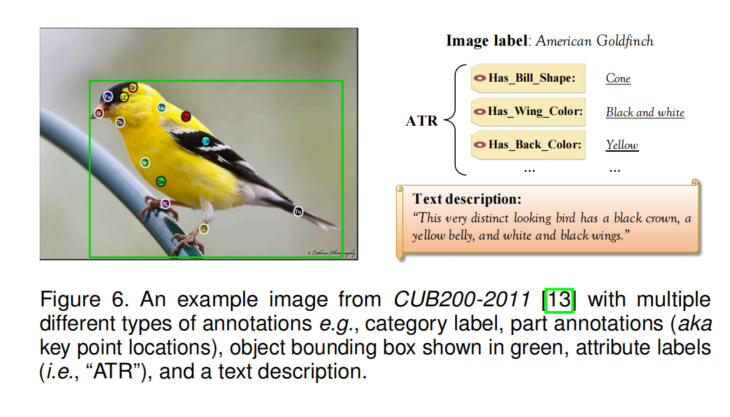 Image label: American Goldfinch
ATR
Has_Bill_Shape: Cone
Has_Wing_Color: Black and white
Has_Back_Color: Yellow
... ...
Text description:
"This very distinct looking bird has a black crown, a
yellow belly, and white and black wings."
Figure 6. An example image from CUB200-2011 [13] with multiple
different types of annotations e.g., category label, part annotations (aka
key point locations), object bounding box shown in green, attribute labels
(i.e., "ATR"), and a text description.